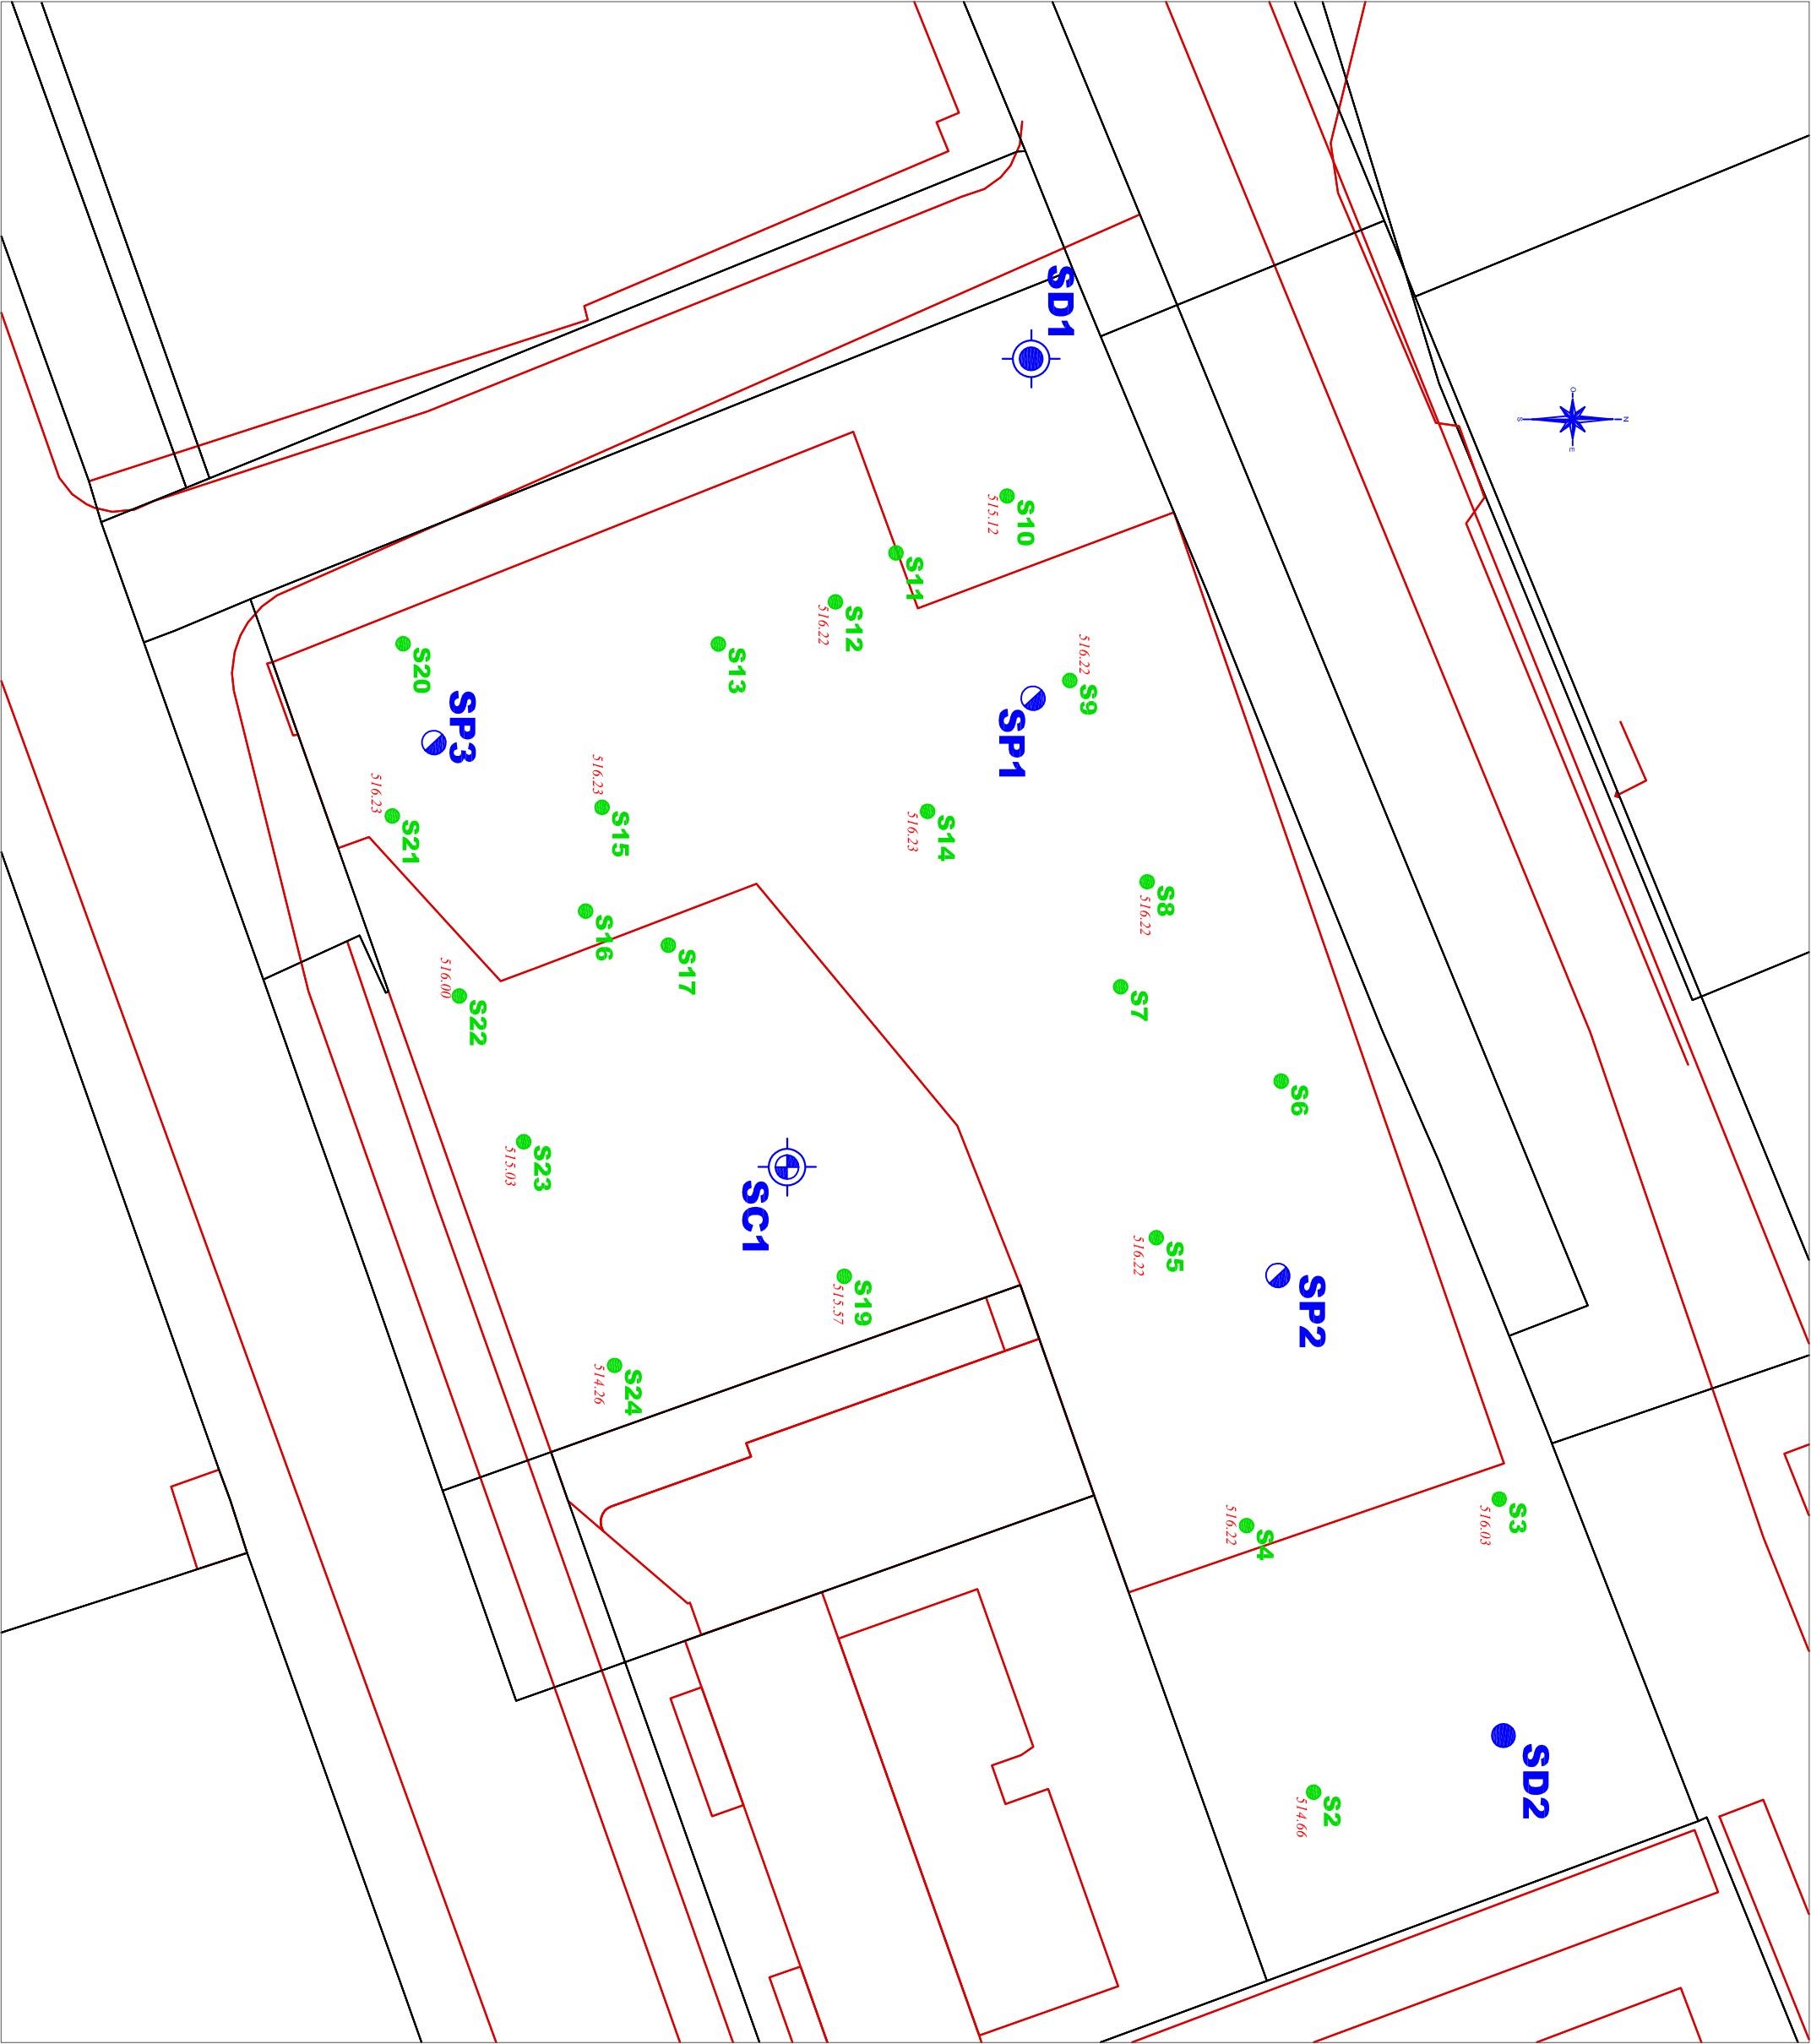 SD1
O
N
S
E
S10
515.12
S11
S12
516.22
S13
516.22
S9
SP1
S20
SP3
516.23
S15
516.23
S21
S14
516.23
S8
516.22
S16
S17
516.00
S22
S7
S6
S23
515.03
SC1
S5
516.22
SP2
S19
515.57
S24
514.26
S3
516.03
S4
516.22
SD2
S2
514.66